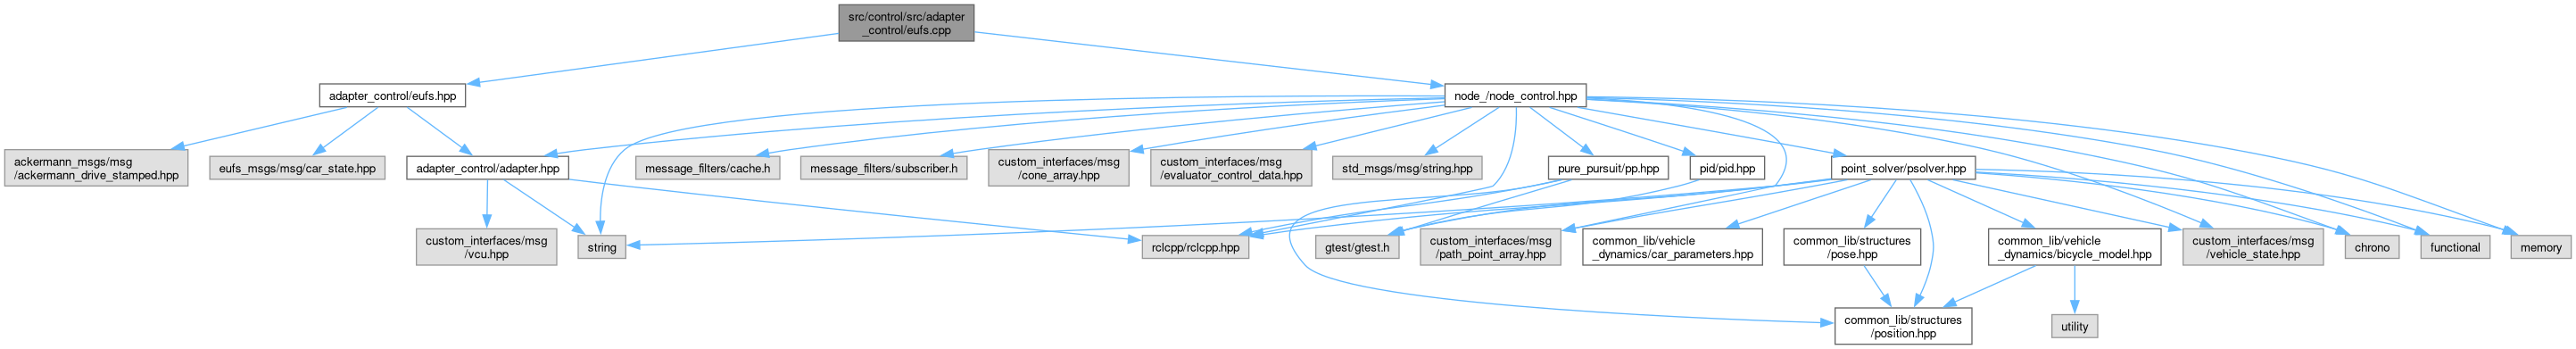 src/control/src/adapter
_control/eufs.cpp
adapter_control/eufs.hpp
node_/node_control.hpp
ackermann_msgs/msg
/ackermann_drive_stamped.hpp
eufs_msgs/msg/car_state.hpp
adapter_control/adapter.hpp
message_filters/cache.h
message_filters/subscriber.h
custom_interfaces/msg
/cone_array.hpp
custom_interfaces/msg
/evaluator_control_data.hpp
std_msgs/msg/string.hpp
pure_pursuit/pp.hpp
pid/pid.hpp
point_solver/psolver.hpp
custom_interfaces/msg
/vcu.hpp
string
rclcpp/rclcpp.hpp
gtest/gtest.h
custom_interfaces/msg
/path_point_array.hpp
common_lib/vehicle
_dynamics/car_parameters.hpp
common_lib/structures
/pose.hpp
common_lib/vehicle
_dynamics/bicycle_model.hpp
custom_interfaces/msg
/vehicle_state.hpp
chrono
functional
memory
common_lib/structures
/position.hpp
utility